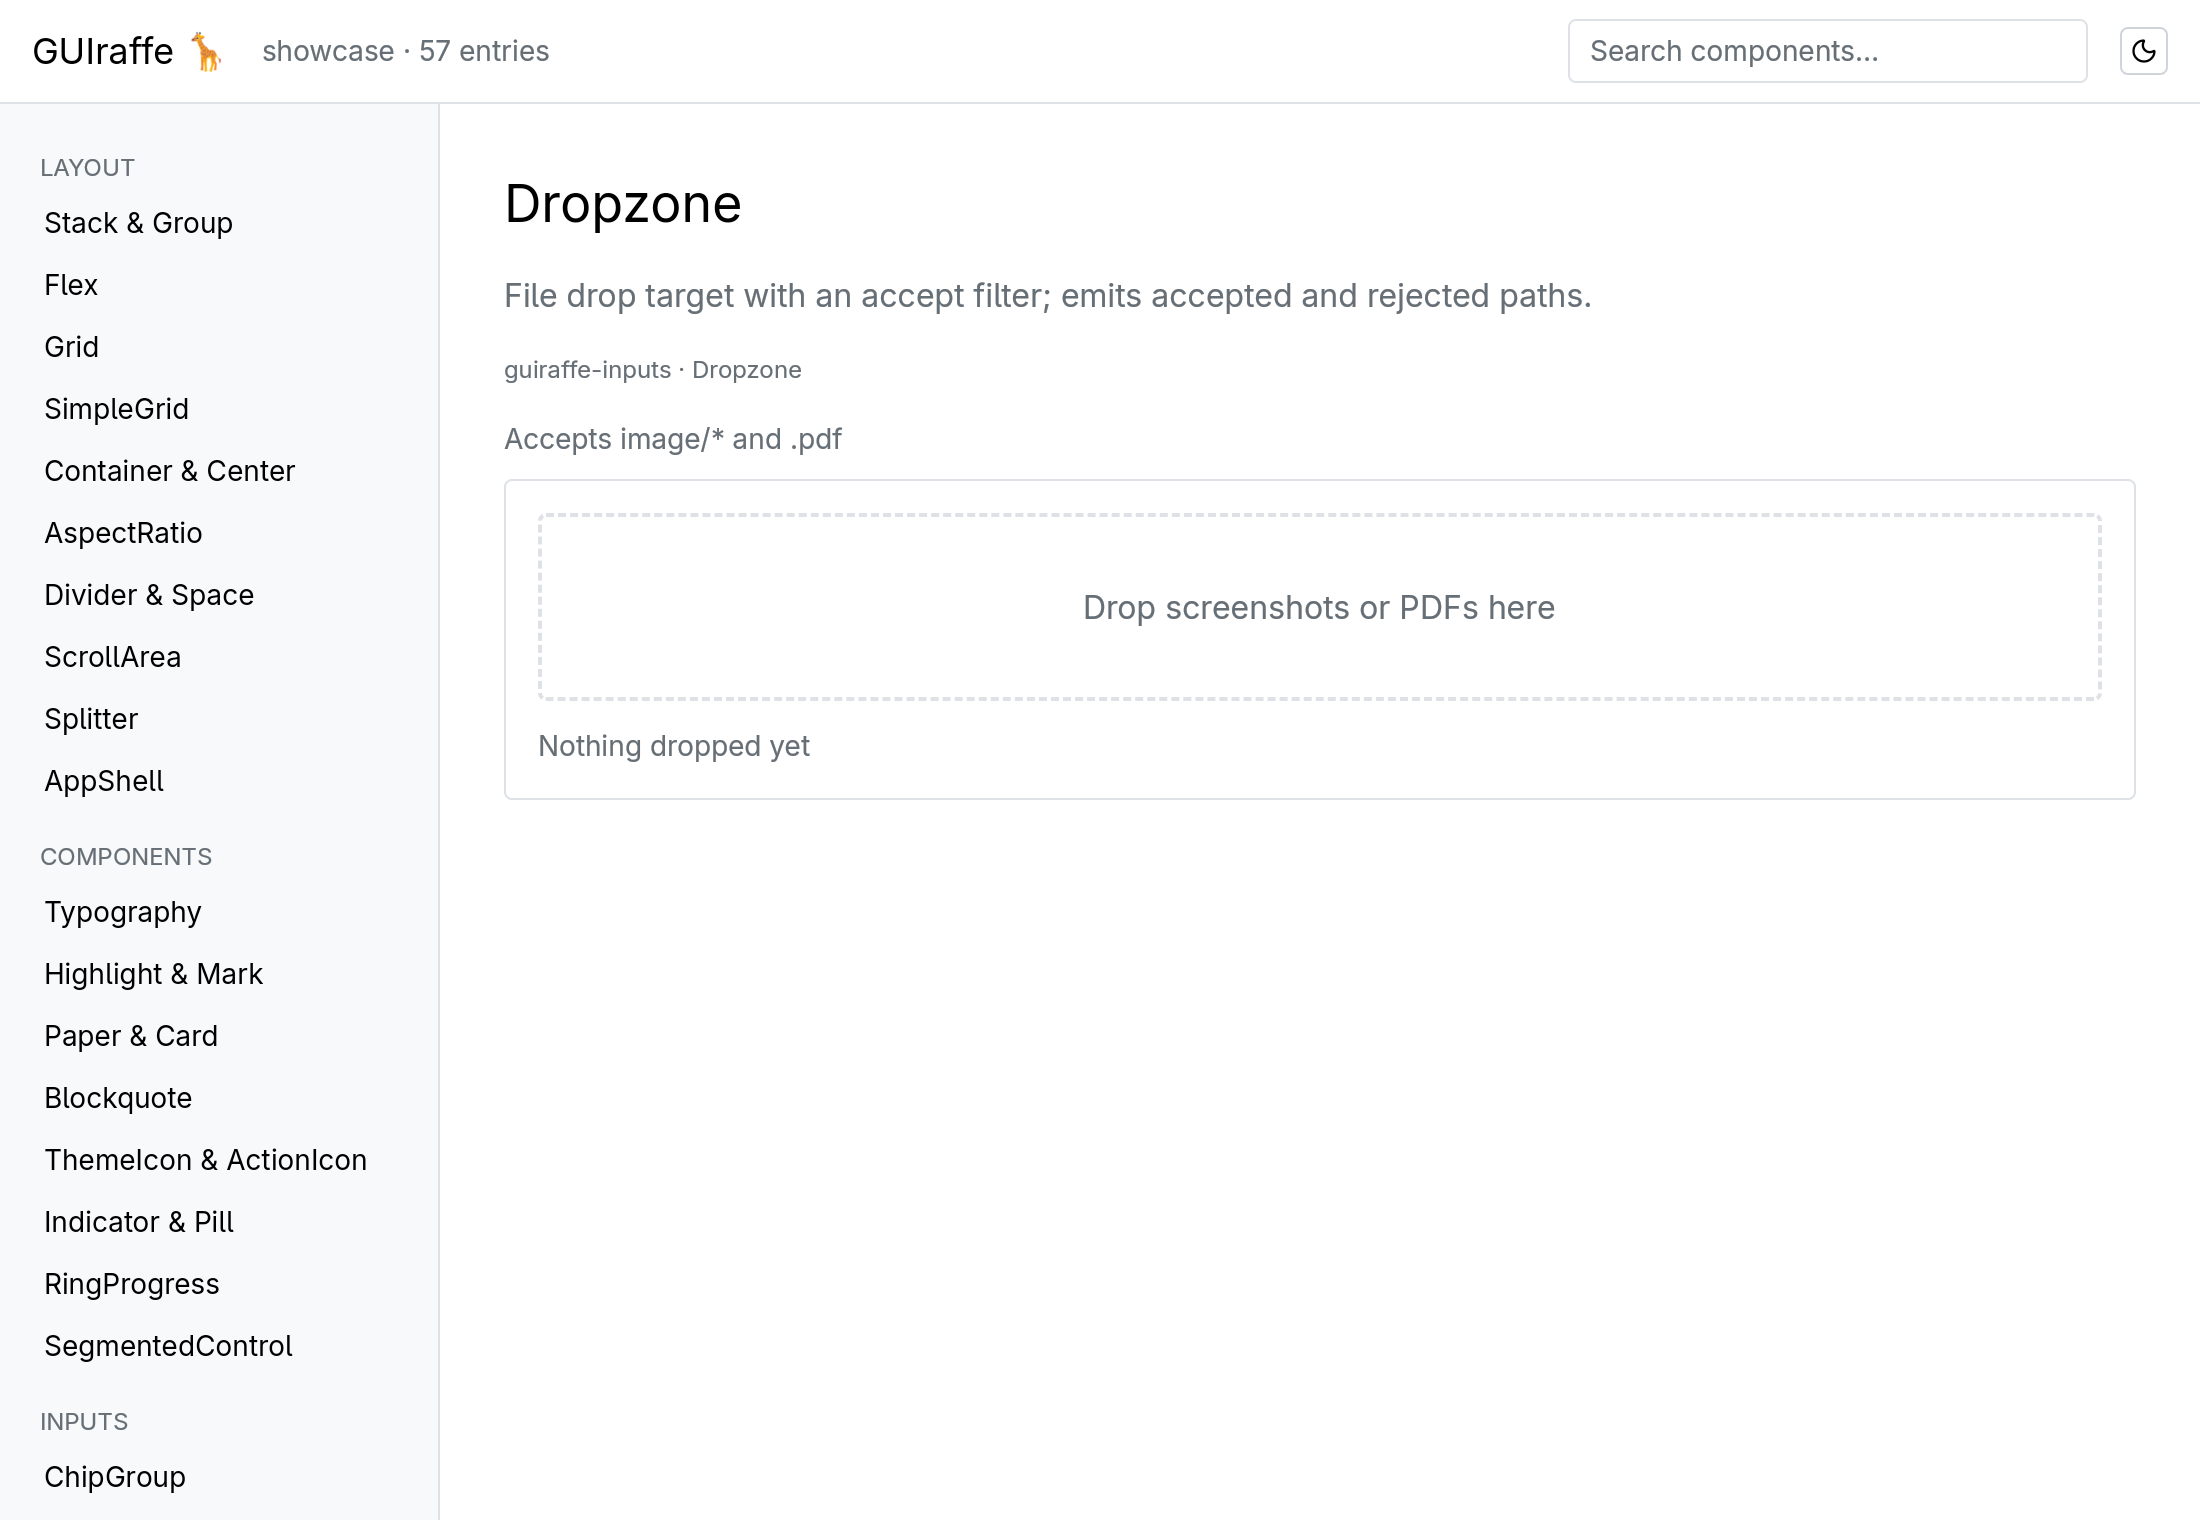 GUIraffe 🦒 showcase · 57 entries
Search components...
LAYOUT
Stack & Group
Flex
Grid
SimpleGrid
Container & Center
AspectRatio
Divider & Space
ScrollArea
Splitter
AppShell
COMPONENTS
Typography
Highlight & Mark
Paper & Card
Blockquote
ThemeIcon & ActionIcon
Indicator & Pill
RingProgress
SegmentedControl
INPUTS
ChipGroup
Dropzone
File drop target with an accept filter; emits accepted and rejected paths.
guiraffe-inputs · Dropzone
Accepts image/* and .pdf
Drop screenshots or PDFs here
Nothing dropped yet